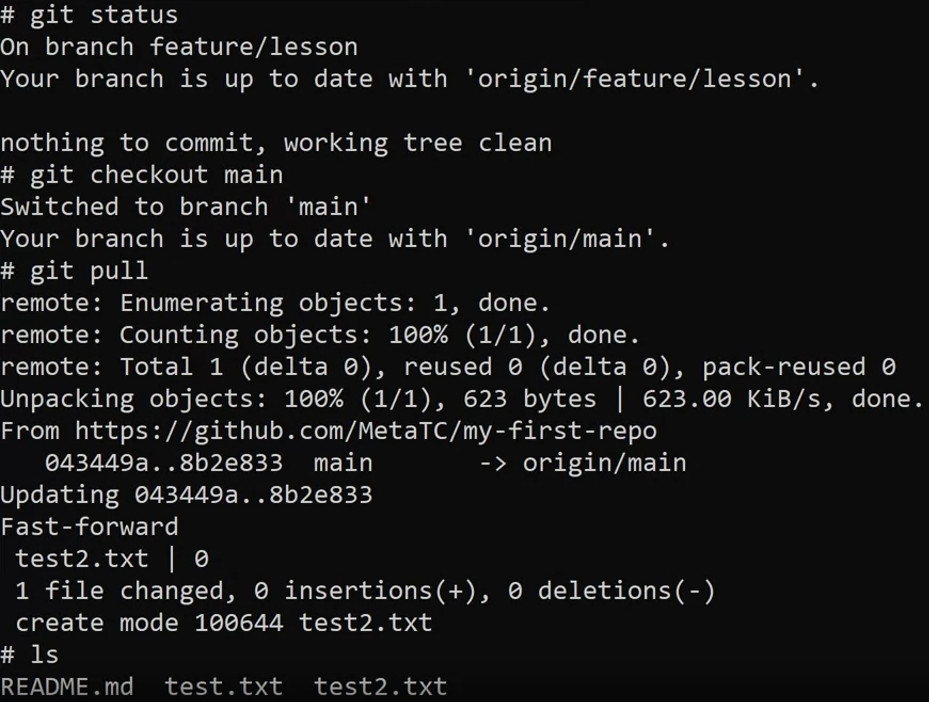 # git status
On branch feature/lesson
Your branch is up to date with 'origin/feature/lesson'.
nothing to commit, working tree clean
# git checkout main
Switched to branch 'main'
Your branch is up to date with 'origin/main'.
# git pull
remote: Enumerating objects: 1, done.
remote: Counting objects: 100% (1/1), done.
remote: Total 1 (delta 0), reused 0 (delta 0), pack-reused 0
Unpacking objects: 100% (1/1), 623 bytes | 623.00 KiB/s, done.
From https://github.com/MetaTC/my-first-repo
   043449a..8b2e833  main       -> origin/main
Updating 043449a..8b2e833
Fast-forward
 test2.txt | 0
 1 file changed, 0 insertions(+), 0 deletions(-)
 create mode 100644 test2.txt
# ls
README.md  test.txt  test2.txt